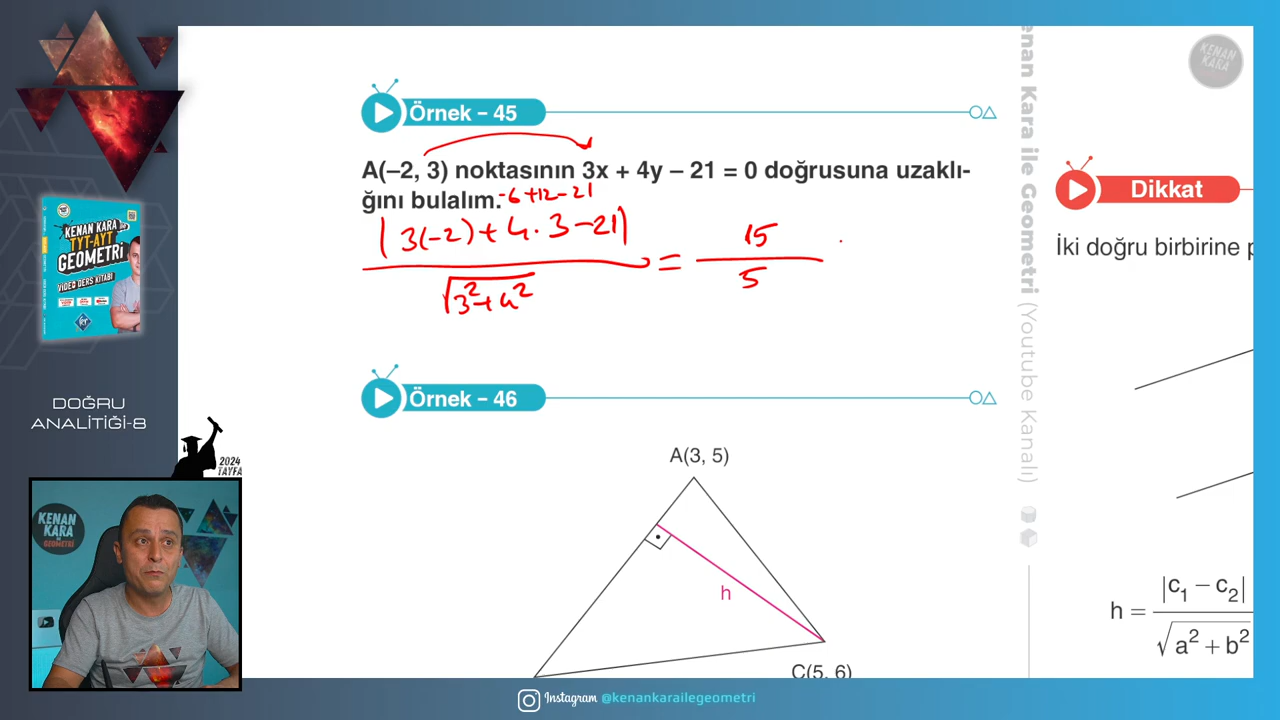 Örnek – 45
A(–2, 3) noktasının 3x + 4y – 21 = 0 doğrusuna uzaklı-
ğını bulalım. -6+12-21
|3(-2)+4·3-21|
√3²+4²
=
15
5
Örnek – 46
A(3, 5)
h
C(5, 6)
enan Kara ile Geometri (Youtube Kanalı)
KENAN
KARA
Dikkat
İki doğru birbirine p
h = |c₁ – c₂|
√a² + b²
KENAN KARA
TYT-AYT
GEOMETRİ
VİDEO DERS KİTABI
DOĞRU
ANALİTİĞİ-8
2024
TAYFA
KENAN
KARA
GEOMETRİ
Instagram @kenankarailegeometri